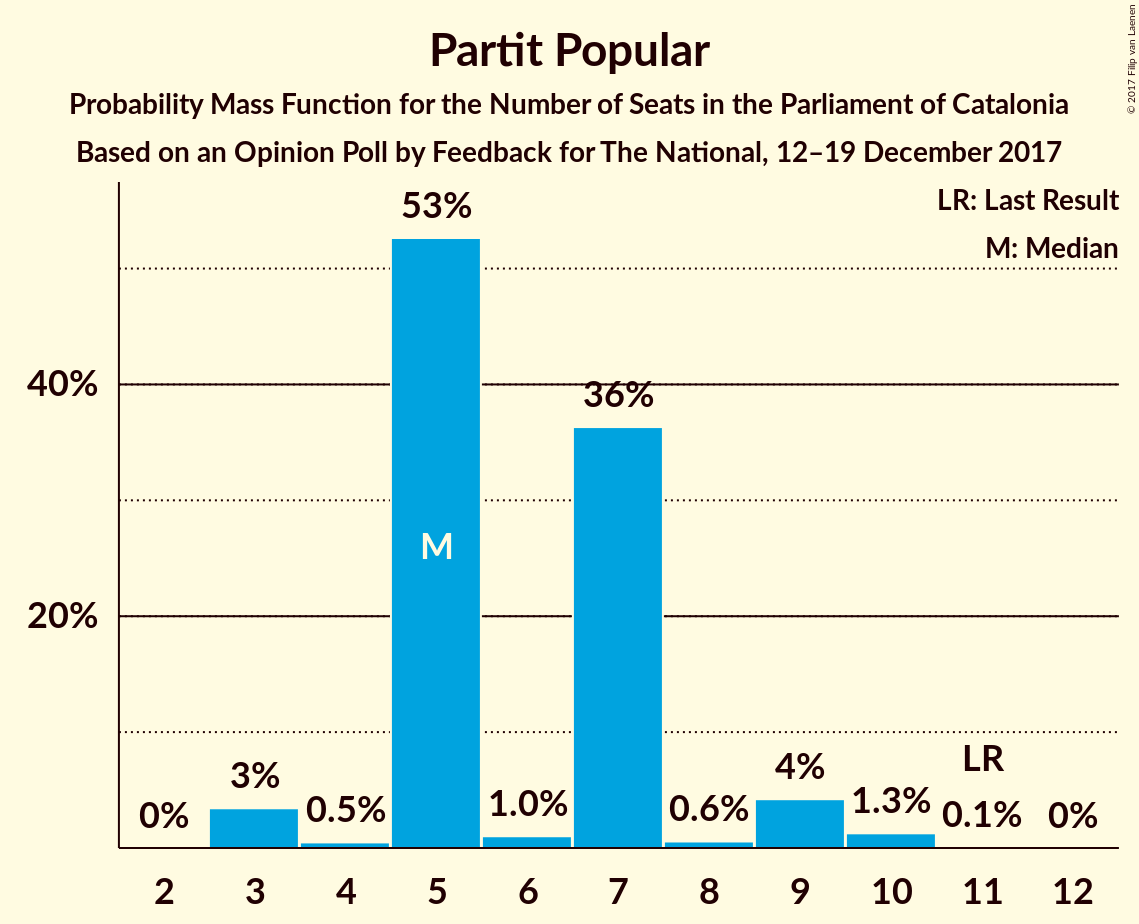 Partit Popular
Probability Mass Function for the Number of Seats in the Parliament of Catalonia
Based on an Opinion Poll by Feedback for The National, 12–19 December 2017
© 2017 Filip van Laenen
LR: Last Result
M: Median
53%
40%
36%
M
20%
0%
3%
0.5%
1.0%
0.6%
4%
1.3%
LR
0.1%
0%
2 3 4 5 6 7 8 9 10 11 12